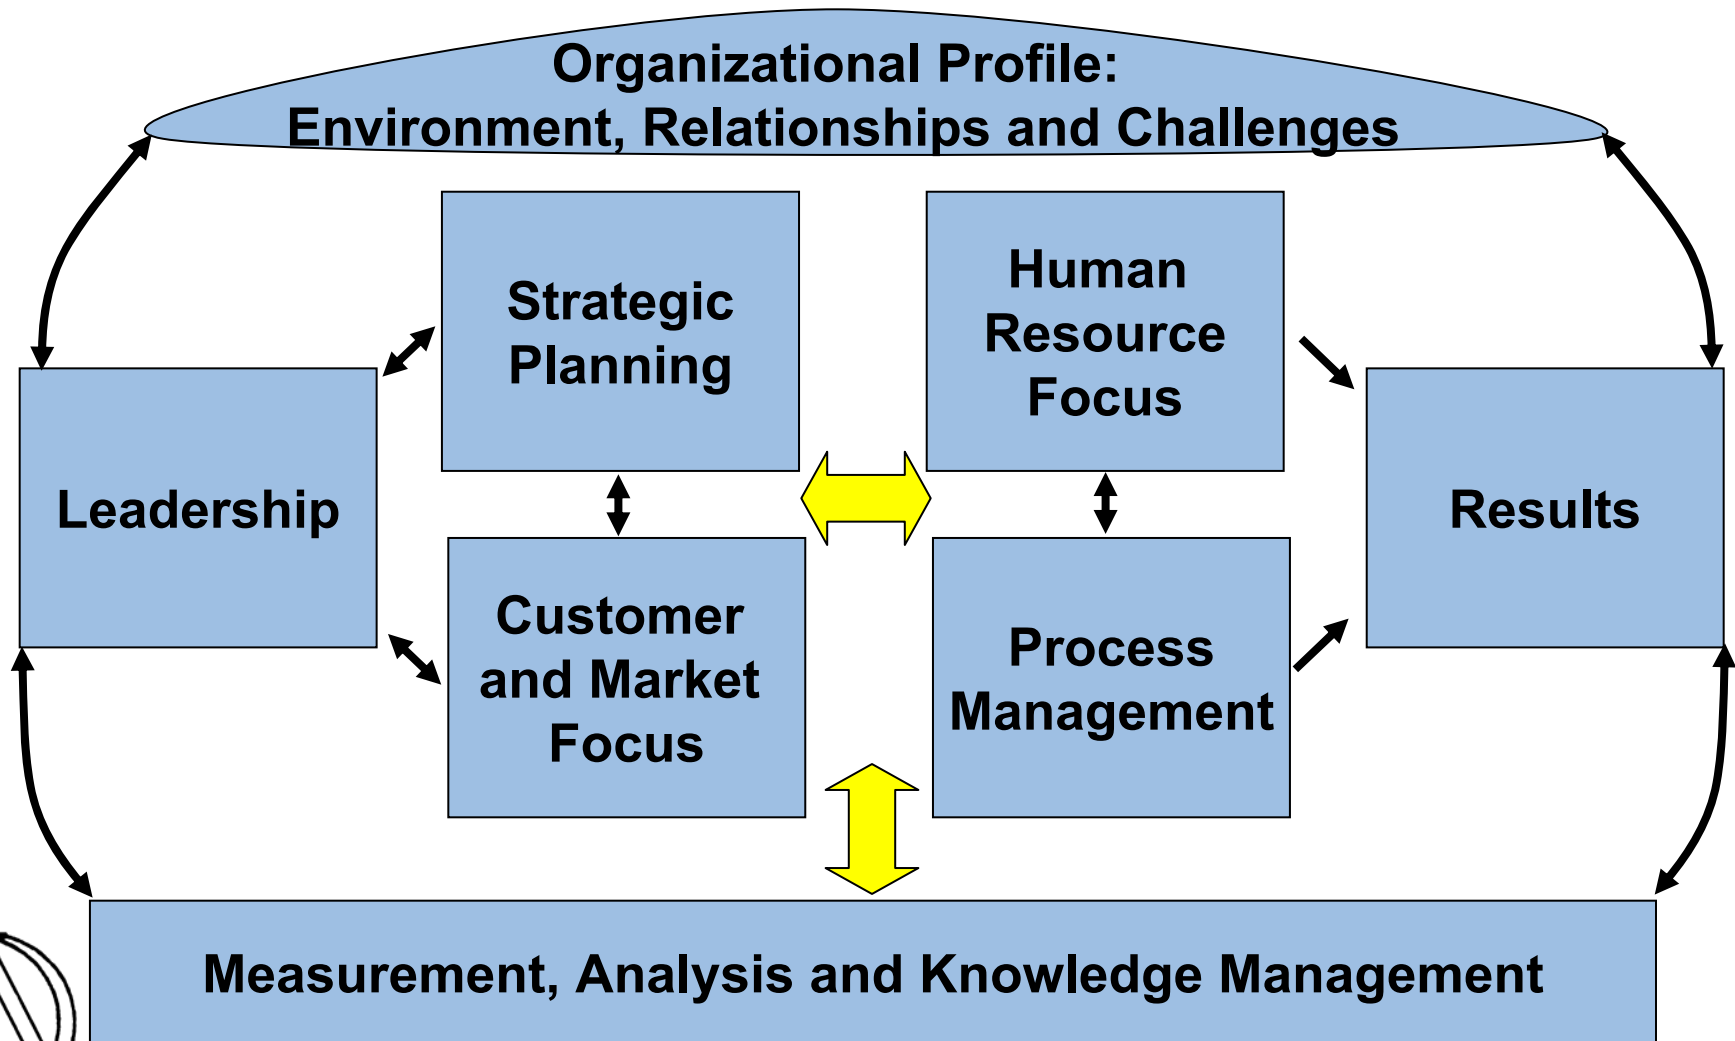 Organizational Profile:
Environment, Relationships and Challenges
Strategic
Planning
Human
Resource
Focus
Leadership
Results
Customer
and Market
Focus
Process
Management
Measurement, Analysis and Knowledge Management